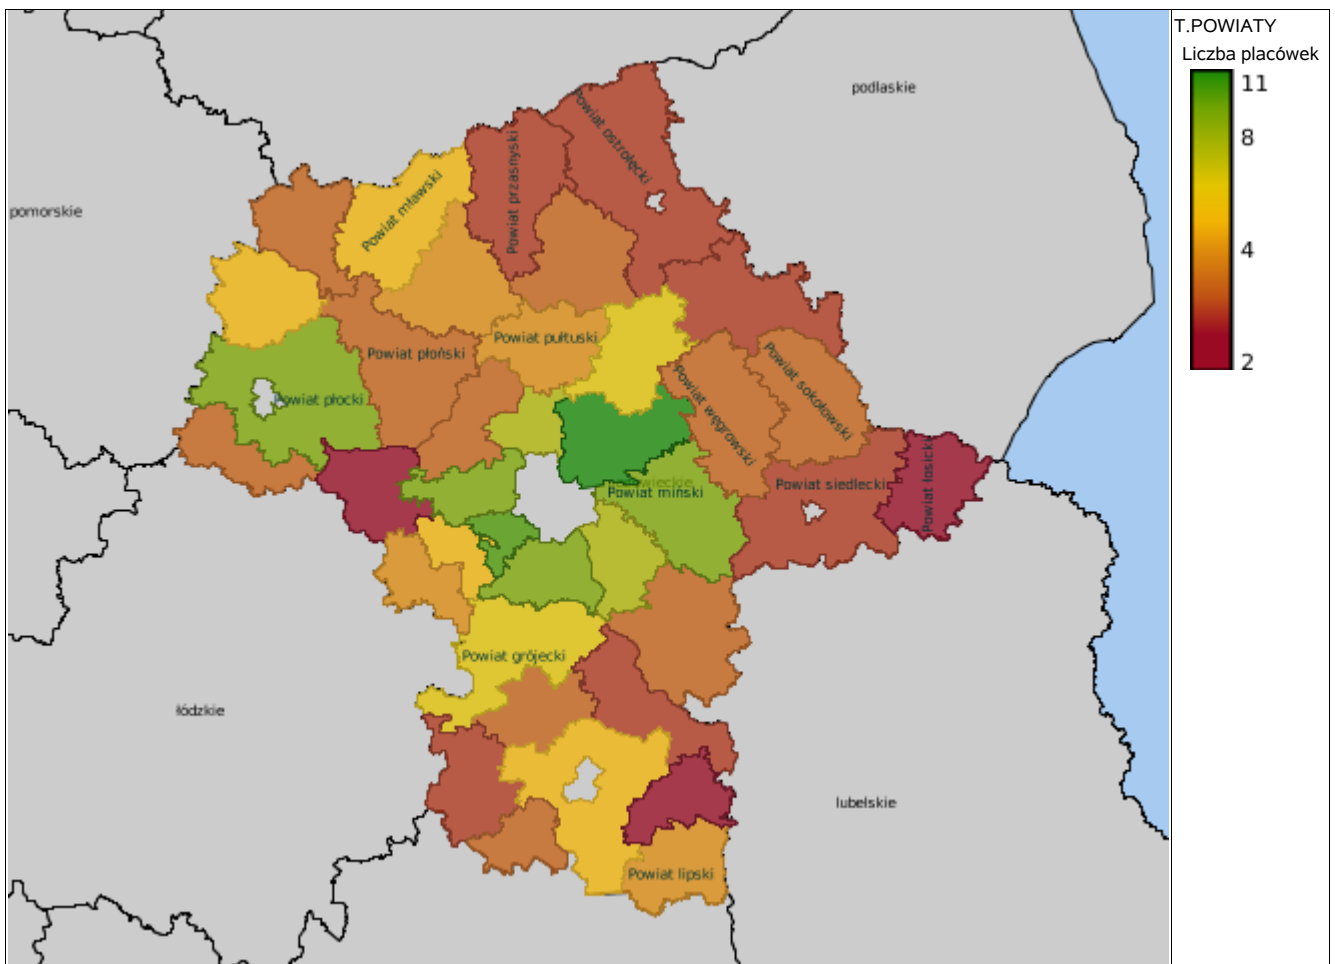 T.POWIATY
Liczba placówek
11
8
4
2
podlaskie
pomorskie
Powiat ostrołęcki
Powiat przasnyski
Powiat mławski
Powiat pułtuski
Powiat płoński
Powiat płocki
Powiat węgrowski
Powiat sokołowski
Powiat miński
Powiat siedlecki
Powiat łosicki
Powiat grójecki
łódzkie
lubelskie
Powiat lipski